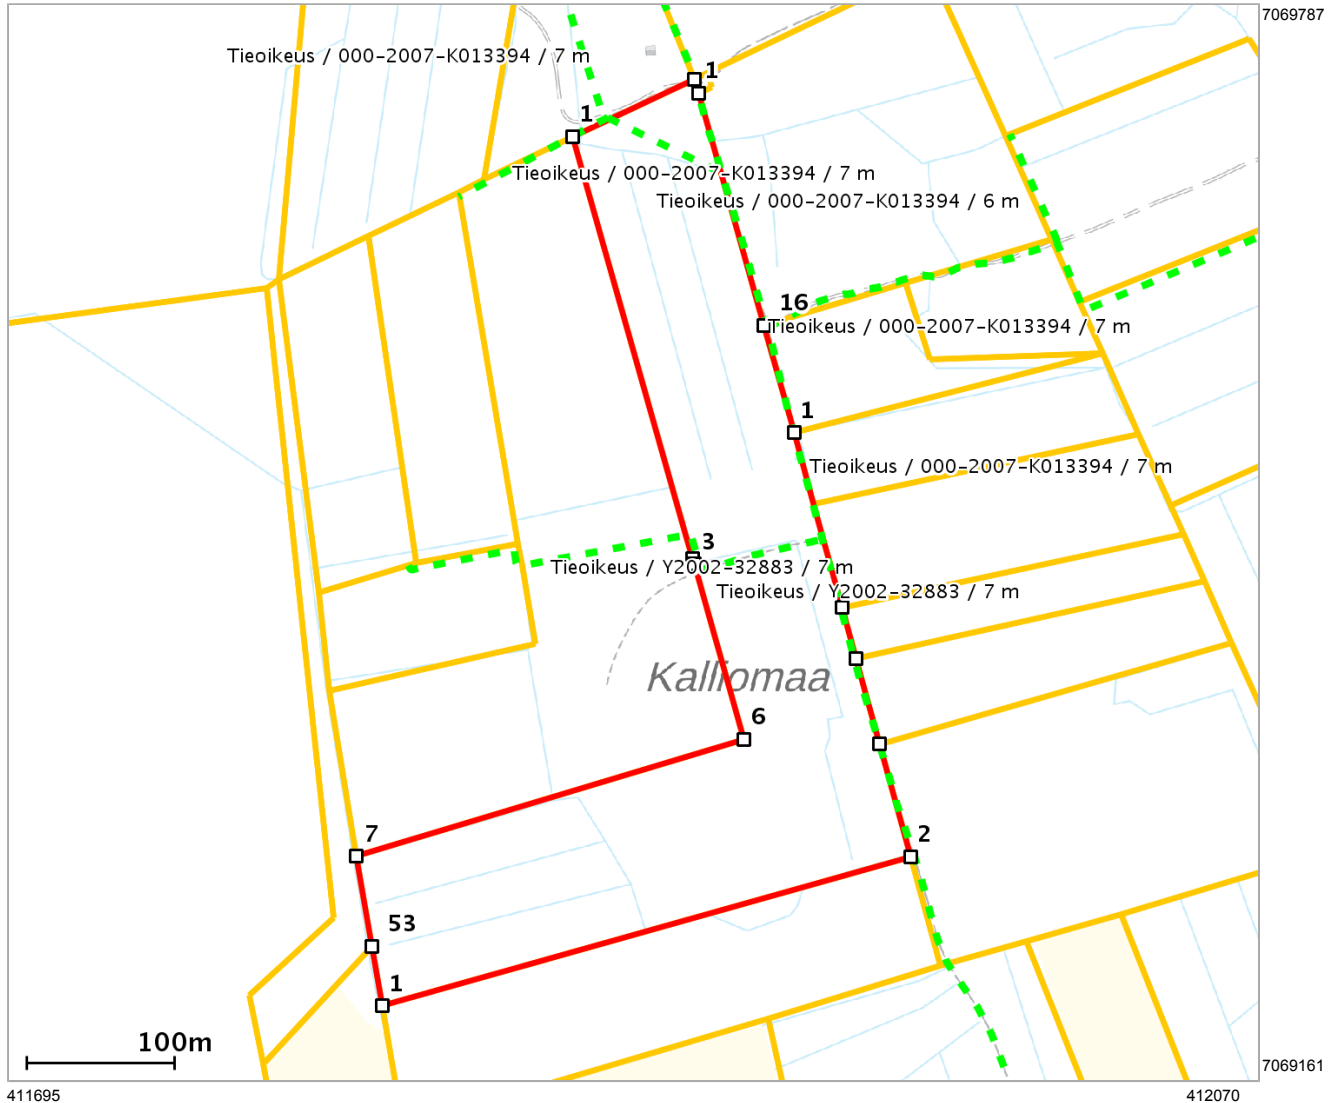 7069787
Tieoikeus / 000-2007-K013394 / 7 m
1
1
Tieoikeus / 000-2007-K013394 / 7 m
Tieoikeus / 000-2007-K013394 / 6 m
16
Tieoikeus / 000-2007-K013394 / 7 m
1
Tieoikeus / 000-2007-K013394 / 7 m
3
Tieoikeus / Y2002-32883 / 7 m
Tieoikeus / Y2002-32883 / 7 m
Kalliomaa
6
7
2
53
1
100m
7069161
411695
412070